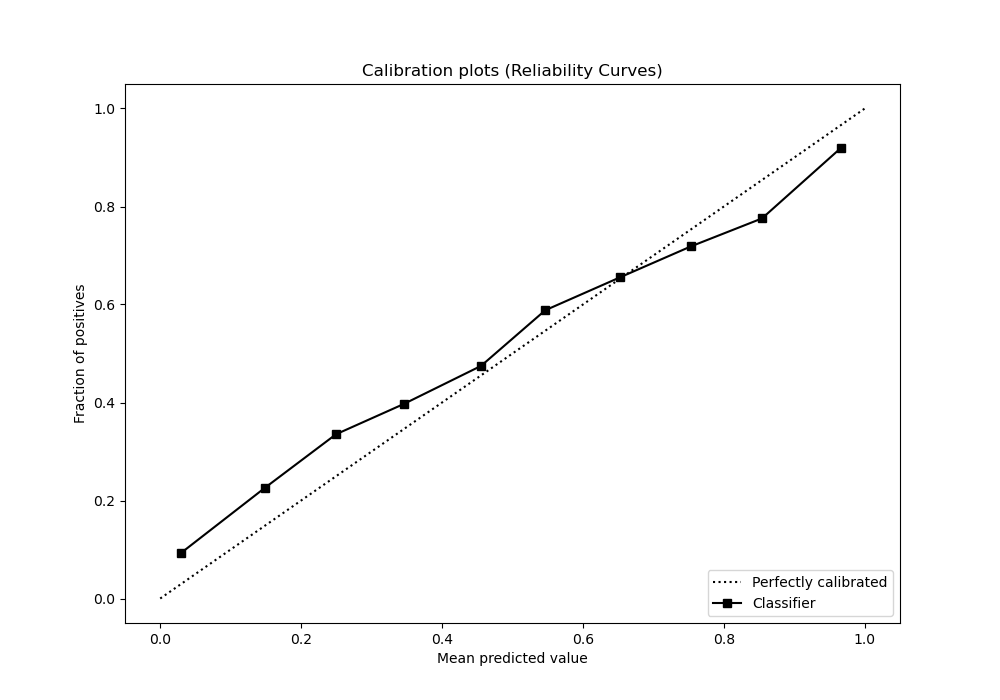 Calibration plots (Reliability Curves)
1.0
0.8
0.6
0.4
0.2
0.0
Fraction of positives
Perfectly calibrated
Classifier
0.0 0.2 0.4 0.6 0.8 1.0
Mean predicted value